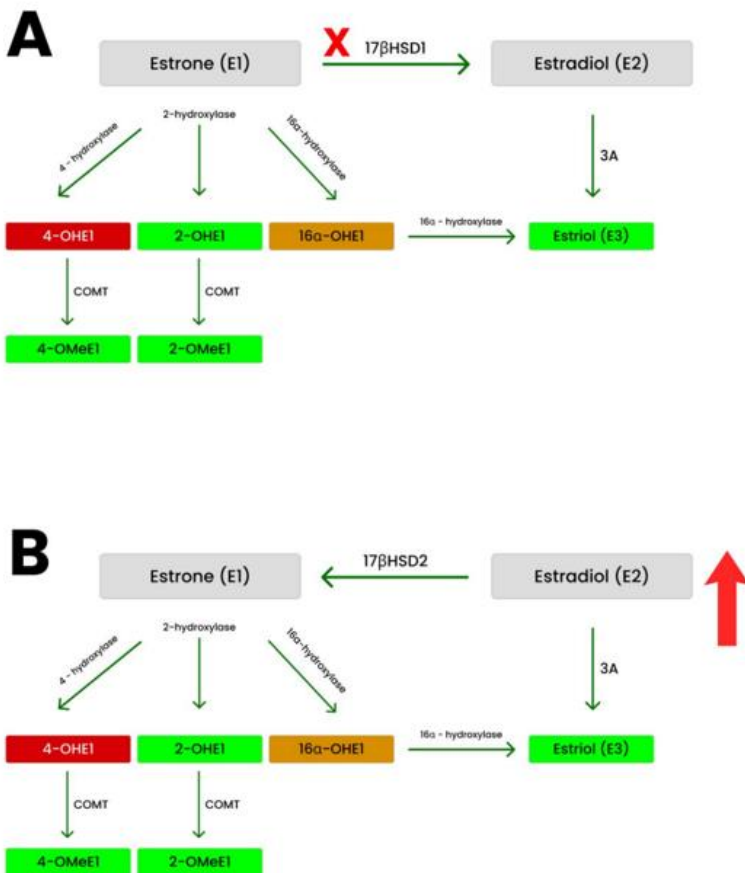 A
Estrone (E1)
X
17βHSD1
Estradiol (E2)
4 - hydroxylase
2-hydroxylase
16α-hydroxylase
3A
4-OHE1
2-OHE1
16α-OHE1
16α - hydroxylase
Estriol (E3)
COMT
COMT
4-OMeE1
2-OMeE1
B
Estrone (E1)
17βHSD2
Estradiol (E2)
4 - hydroxylase
2-hydroxylase
16α-hydroxylase
3A
4-OHE1
2-OHE1
16α-OHE1
16α - hydroxylase
Estriol (E3)
COMT
COMT
4-OMeE1
2-OMeE1